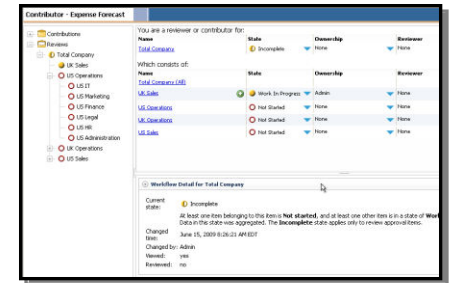 Contributor - Expense Forecast
Contributions
Reviews
Total Company
UK Sales
US Operations
US IT
US Marketing
US Finance
US Legal
US HR
US Administration
UK Operations
US Sales
You are a reviewer or contributor for:
Name State Ownership Reviewer
Total Company Incomplete None None
Which consists of:
Name State Ownership Reviewer
Total Company (All)
UK Sales Work In Progress Admin None
US Operations Not Started None None
UK Operations Not Started None None
US Sales Not Started None None
Workflow Detail for Total Company
Current state: Incomplete
At least one item belonging to this item is Not started, and at least one other item is in a state of Work
Data in this state was aggregated. The Incomplete state applies only to review approval items.
Changed time: June 15, 2009 8:26:21 AM EDT
Changed by: Admin
Viewed: yes
Reviewed: no